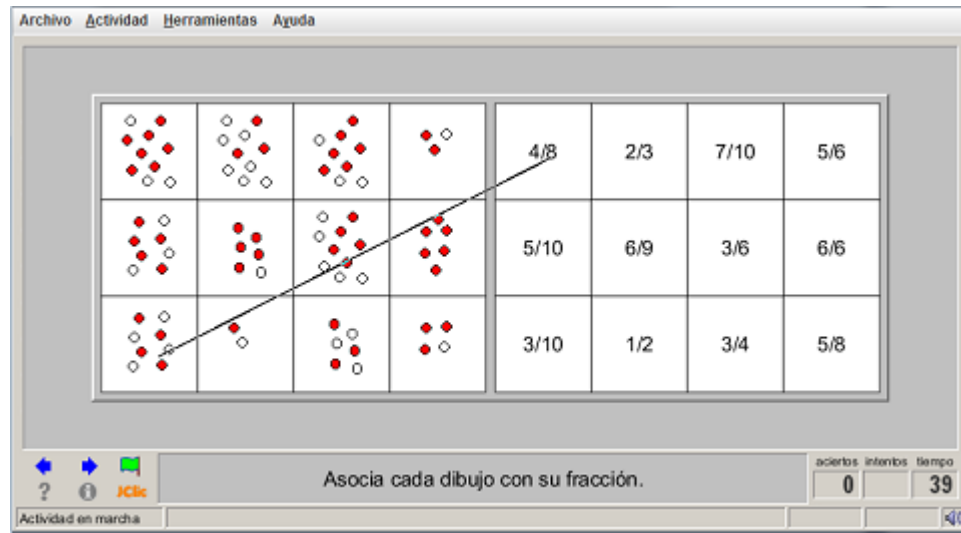 Archivo Actividad Herramientas Ayuda
4/8 2/3 7/10 5/6
5/10 6/9 3/6 6/6
3/10 1/2 3/4 5/8
Asocia cada dibujo con su fracción.
aciertos intentos tiempo
0 39
? i JClic
Actividad en marcha